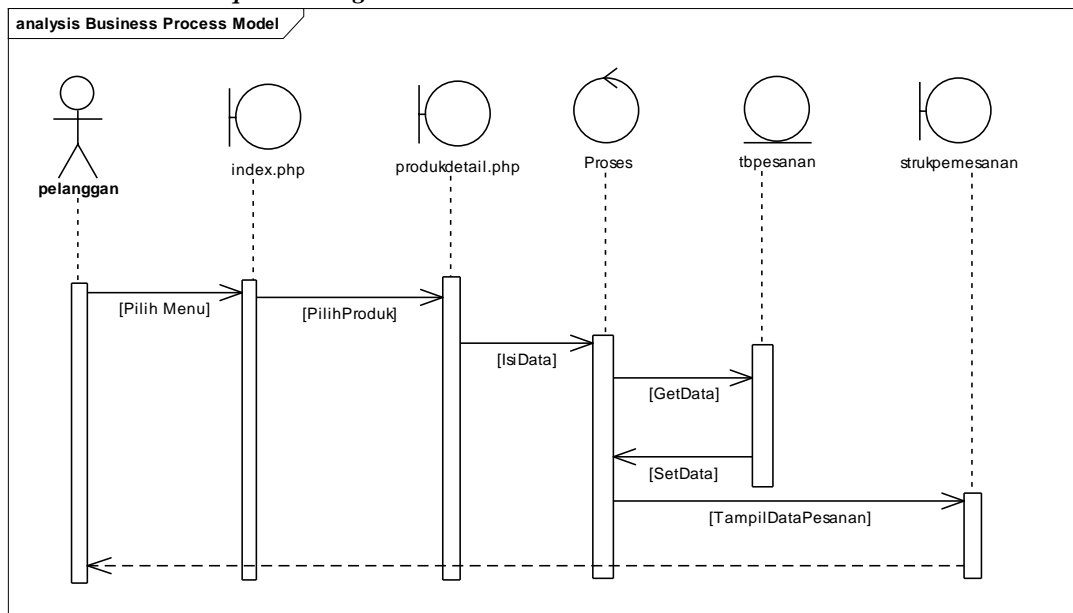 analysis Business Process Model
pelanggan
index.php
produkdetail.php
Proses
tbpesanan
strukpemesanan
[Pilih Menu]
[PilihProduk]
[IsiData]
[GetData]
[SetData]
[TampilDataPesanan]